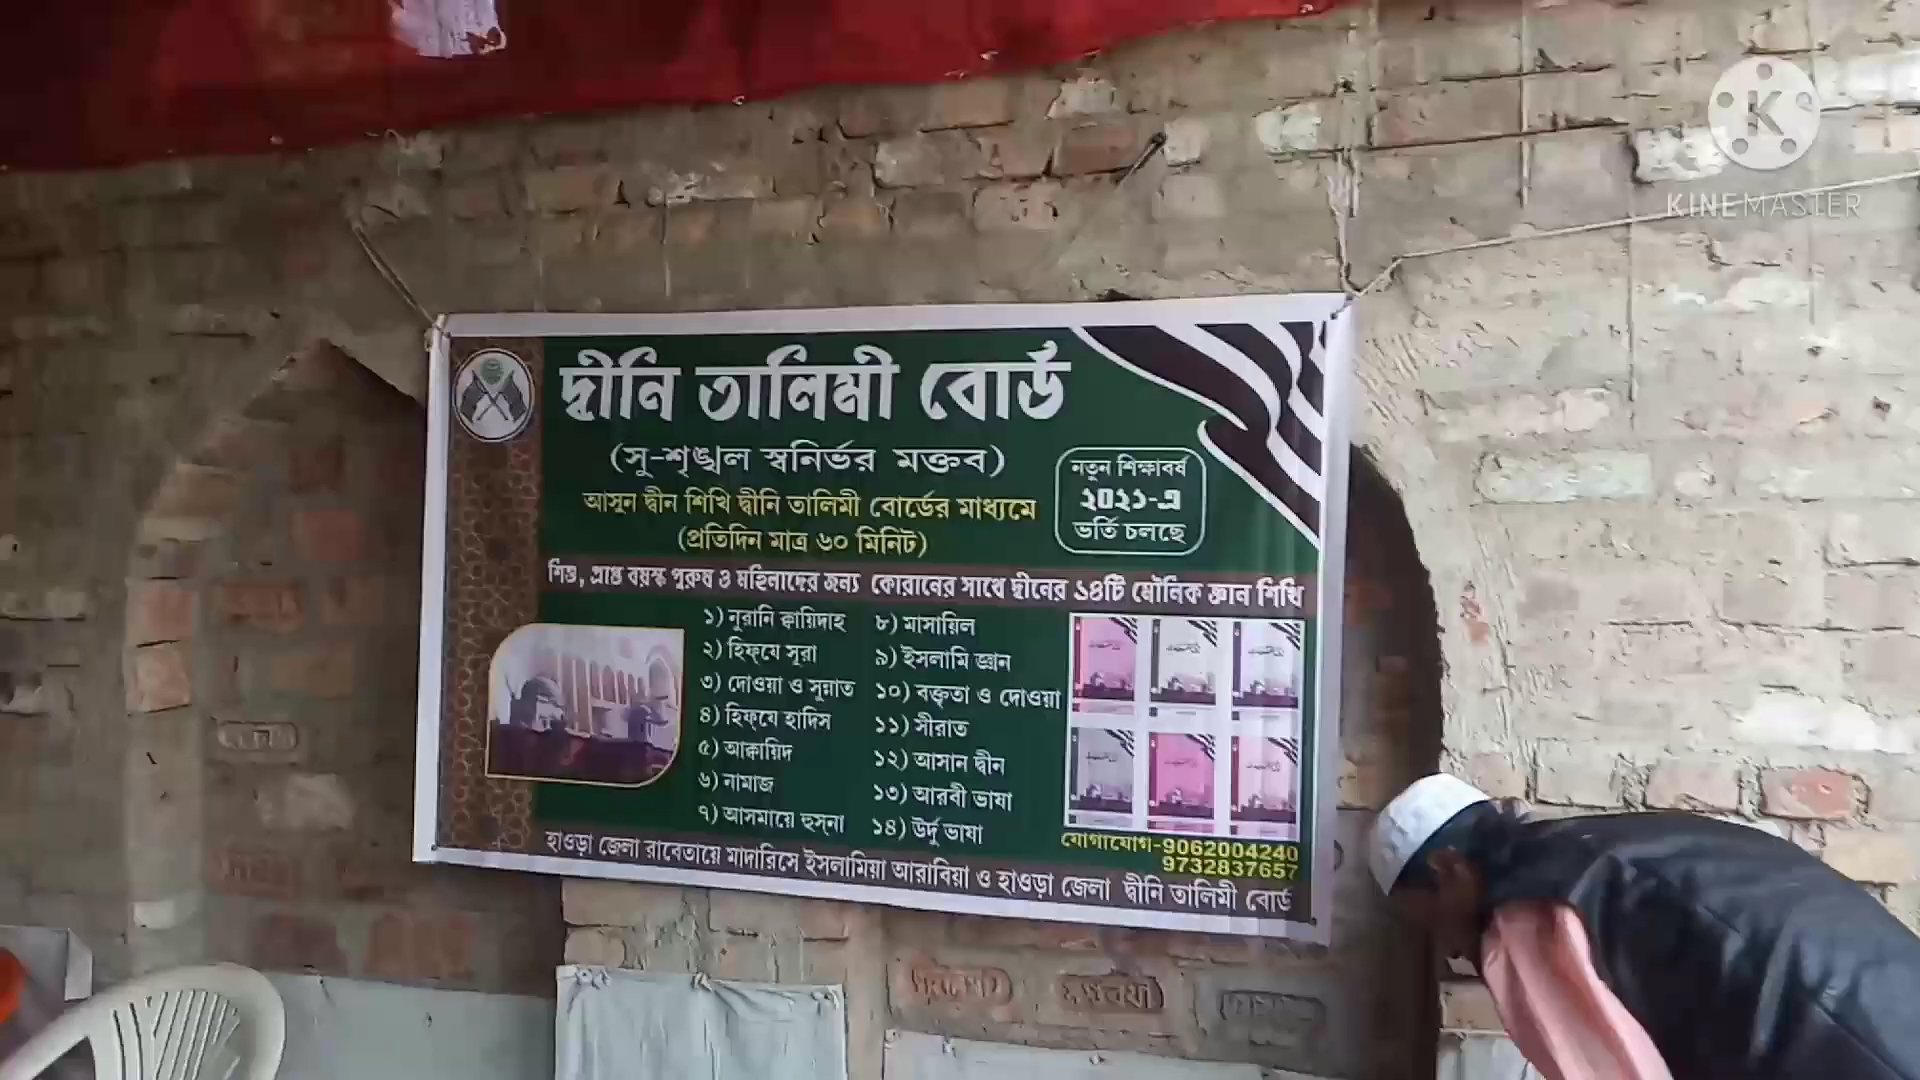 দ্বীনি তালিমী বোর্ড
(সু-শৃঙ্খল স্বনির্ভর মক্তব)
আসুন দ্বীন শিখি দ্বীনি তালিমী বোর্ডের মাধ্যমে
(প্রতিদিন মাত্র ৬০ মিনিট)
নতুন শিক্ষাবর্ষ
২০২১-এ
ভর্তি চলছে
শিশু, প্রাপ্ত বয়স্ক পুরুষ ও মহিলাদের জন্য কোরানের সাথে দ্বীনের ১৪টি মৌলিক জ্ঞান শিখি
১) নূরানি ক্বায়িদাহ
২) হিফ্‌যে সূরা
৩) দোওয়া ও সুন্নাত
৪) হিফ্‌যে হাদিস
৫) আক্বায়িদ
৬) নামাজ
৭) আসমায়ে হুস্‌না
৮) মাসায়িল
৯) ইসলামি জ্ঞান
১০) বক্তৃতা ও দোওয়া
১১) সীরাত
১২) আসান দ্বীন
১৩) আরবী ভাষা
১৪) উর্দু ভাষা
যোগাযোগ-9062004240
9732837657
হাওড়া জেলা রাবেতায়ে মাদারিসে ইসলামিয়া আরাবিয়া ও হাওড়া জেলা দ্বীনি তালিমী বোর্ড
K
KINEMASTER